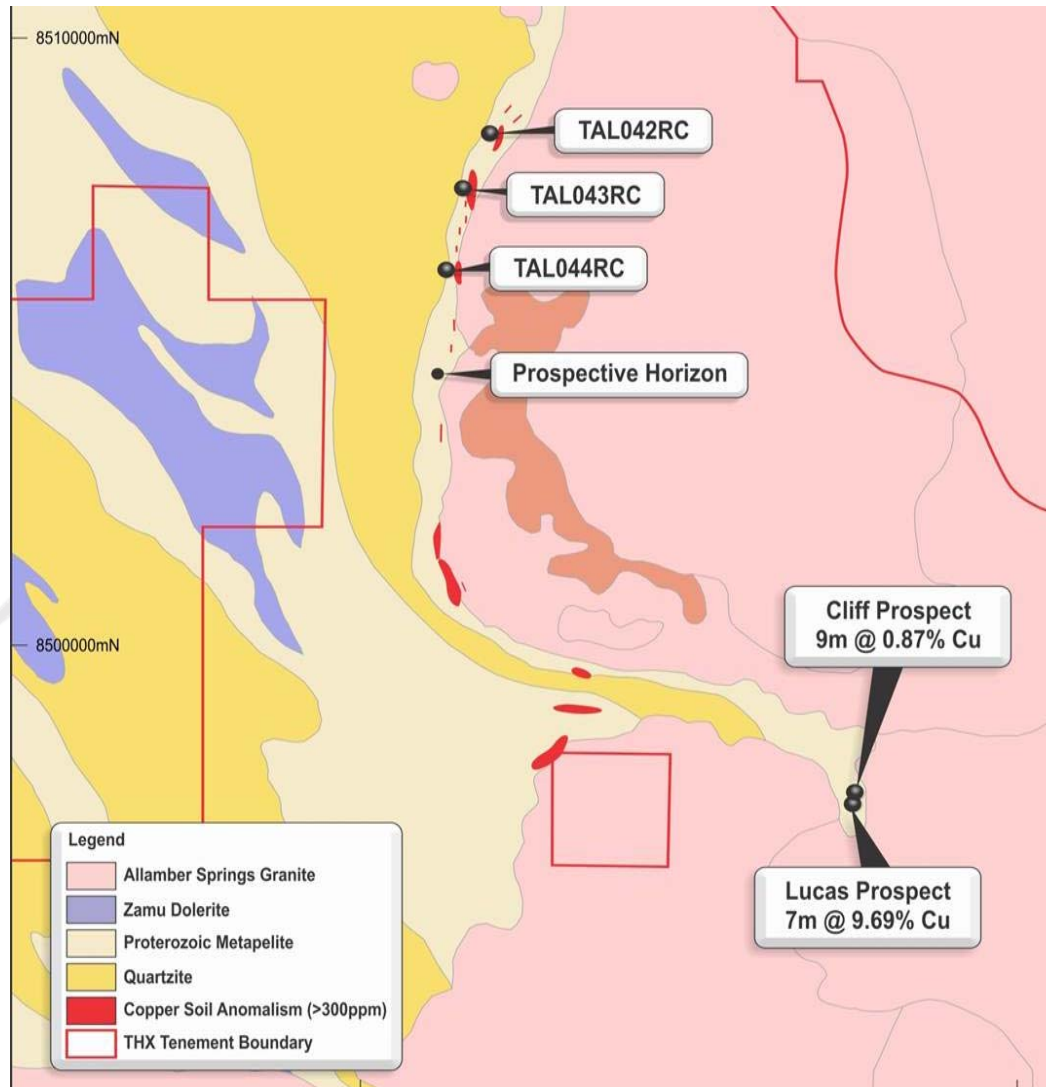 8510000mN
TAL042RC
TAL043RC
TAL044RC
Prospective Horizon
Cliff Prospect
9m @ 0.87% Cu
8500000mN
Lucas Prospect
7m @ 9.69% Cu
Legend
Allamber Springs Granite
Zamu Dolerite
Proterozoic Metapelite
Quartzite
Copper Soil Anomalism (>300ppm)
THX Tenement Boundary